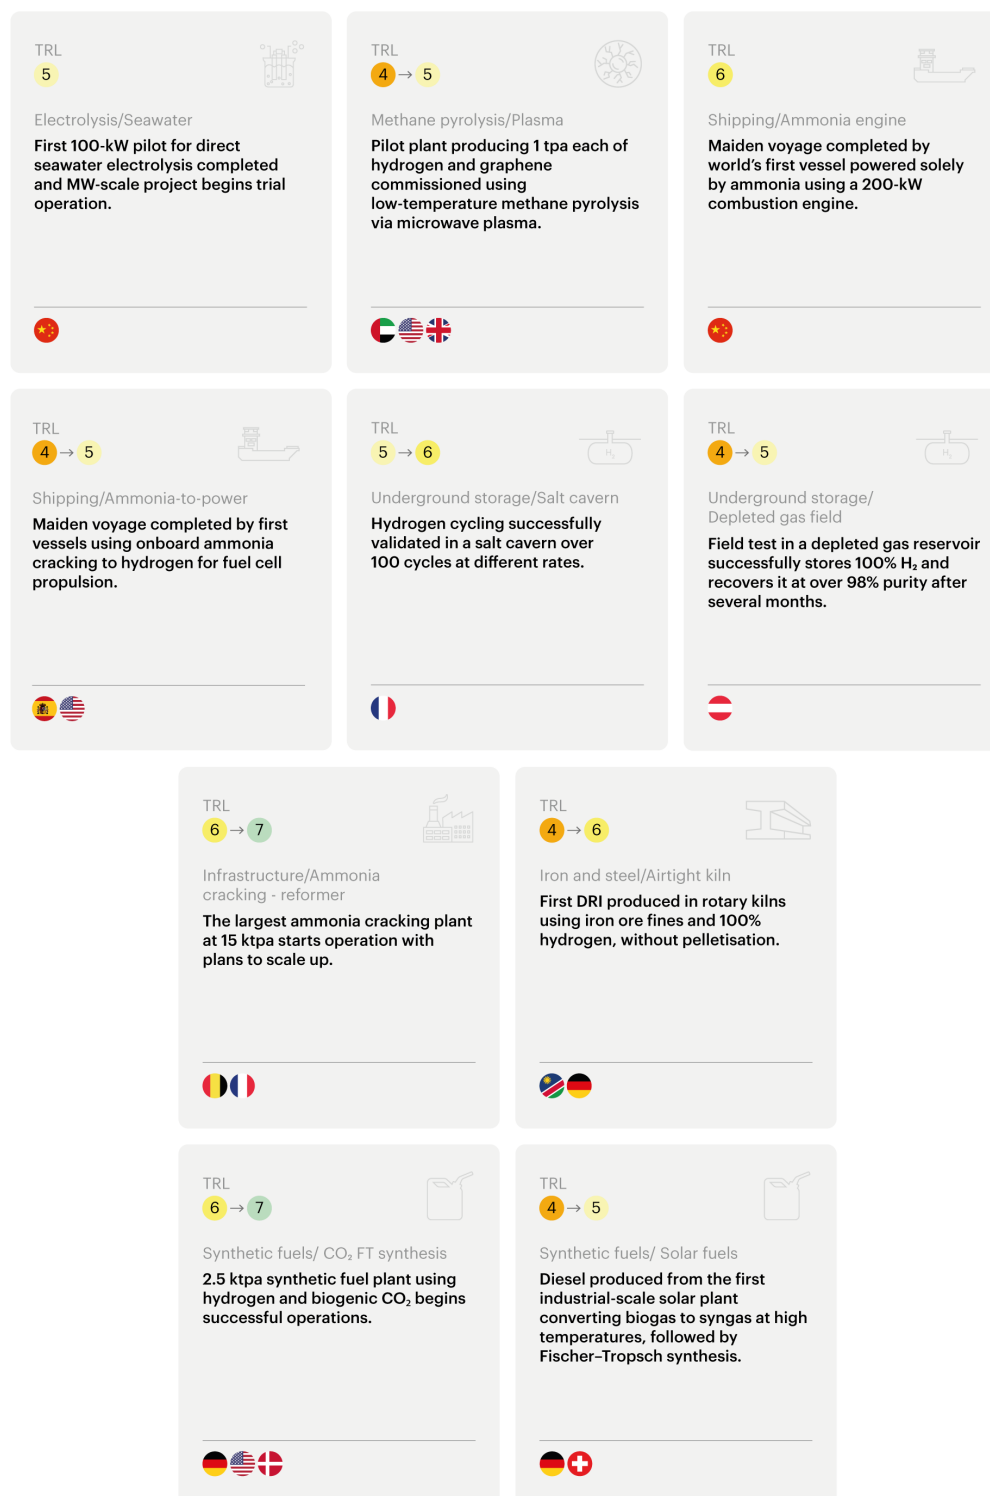 TRL
5
Electrolysis/Seawater
First 100-kW pilot for direct
seawater electrolysis completed
and MW-scale project begins trial
operation.
TRL
4 → 5
Methane pyrolysis/Plasma
Pilot plant producing 1 tpa each of
hydrogen and graphene
commissioned using
low-temperature methane pyrolysis
via microwave plasma.
TRL
6
Shipping/Ammonia engine
Maiden voyage completed by
world’s first vessel powered solely
by ammonia using a 200-kW
combustion engine.
TRL
4 → 5
Shipping/Ammonia-to-power
Maiden voyage completed by first
vessels using onboard ammonia
cracking to hydrogen for fuel cell
propulsion.
TRL
5 → 6
H₂
Underground storage/Salt cavern
Hydrogen cycling successfully
validated in a salt cavern over
100 cycles at different rates.
TRL
4 → 5
H₂
Underground storage/
Depleted gas field
Field test in a depleted gas reservoir
successfully stores 100% H₂ and
recovers it at over 98% purity after
several months.
TRL
6 → 7
Infrastructure/Ammonia
cracking - reformer
The largest ammonia cracking plant
at 15 ktpa starts operation with
plans to scale up.
TRL
4 → 6
Iron and steel/Airtight kiln
First DRI produced in rotary kilns
using iron ore fines and 100%
hydrogen, without pelletisation.
TRL
6 → 7
Synthetic fuels/ CO₂ FT synthesis
2.5 ktpa synthetic fuel plant using
hydrogen and biogenic CO₂ begins
successful operations.
TRL
4 → 5
Synthetic fuels/ Solar fuels
Diesel produced from the first
industrial-scale solar plant
converting biogas to syngas at high
temperatures, followed by
Fischer–Tropsch synthesis.